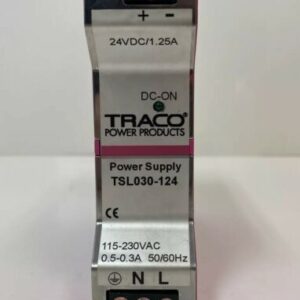 + -
24VDC/1.25A
DC-ON
TRACO
POWER PRODUCTS
Power Supply
TSL030-124
CE
115-230VAC
0.5-0.3A 50/60Hz
N L